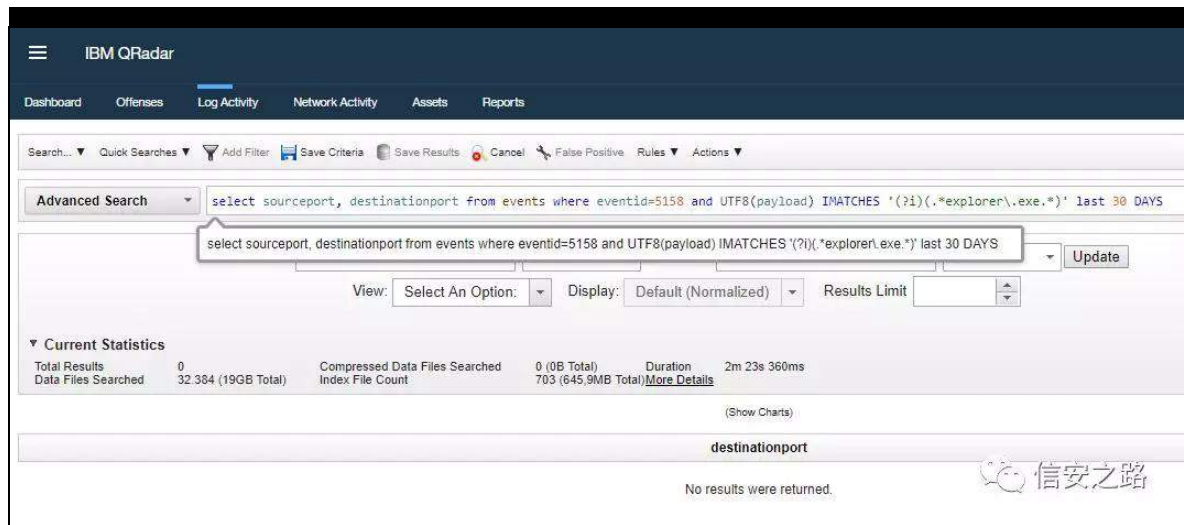 IBM QRadar
Dashboard Offenses Log Activity Network Activity Assets Reports
Search... ▼ Quick Searches ▼ Add Filter Save Criteria Save Results Cancel False Positive Rules ▼ Actions ▼
Advanced Search select sourceport, destinationport from events where eventid=5158 and UTF8(payload) IMATCHES '(?i)(.*explorer\.exe.*)' last 30 DAYS
select sourceport, destinationport from events where eventid=5158 and UTF8(payload) IMATCHES '(?i)(.*explorer\.exe.*)' last 30 DAYS
Update
View: Select An Option: Display: Default (Normalized) Results Limit
▼ Current Statistics
Total Results 0 Compressed Data Files Searched 0 (0B Total) Duration 2m 23s 360ms
Data Files Searched 32.384 (19GB Total) Index File Count 703 (645,9MB Total) More Details
(Show Charts)
destinationport
No results were returned.
信安之路